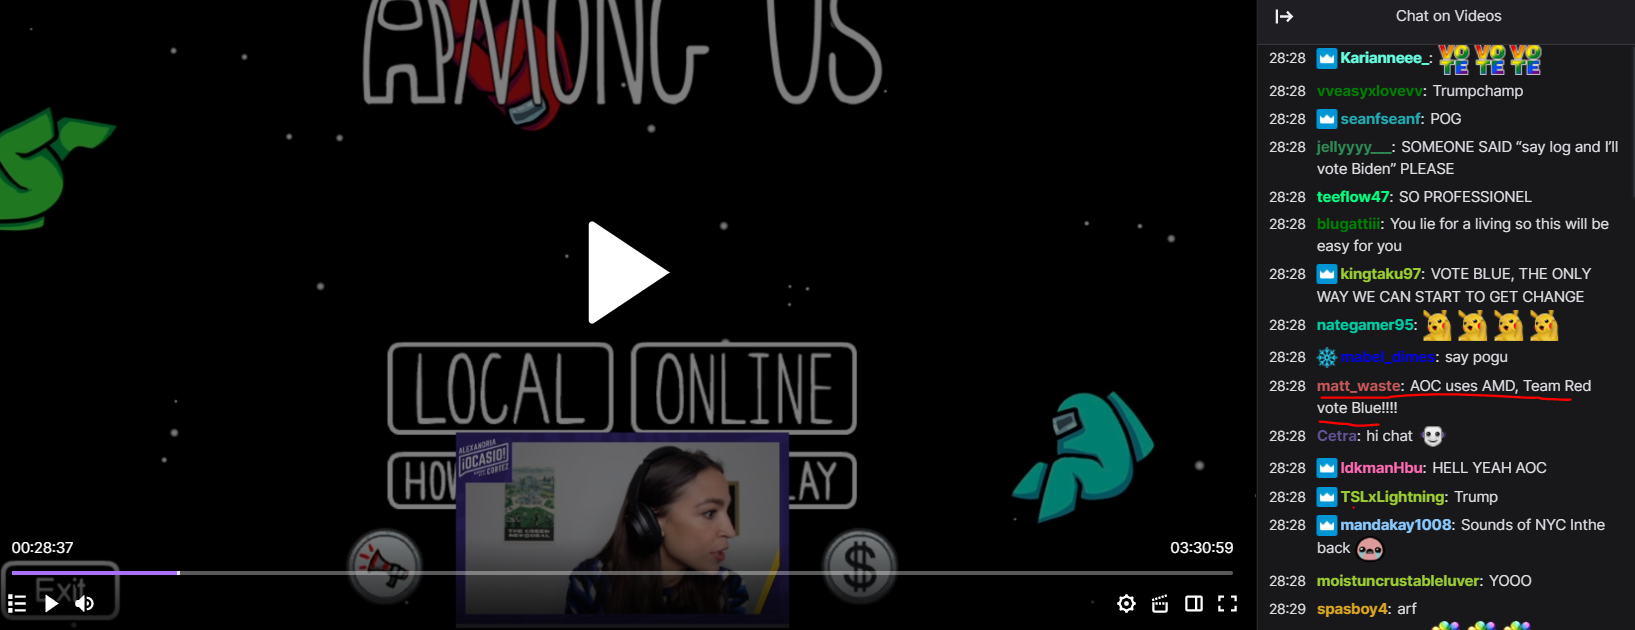 AMONG US
LOCAL
ONLINE
HOW
LAY
ALEXANDRIA
¡OCASIO!
CORTEZ
THE GREEN
NEW DEAL
$
00:28:37
03:30:59
Exit
Chat on Videos
28:28 Karianneee_: VOTE VOTE VOTE
28:28 vveasyxlovevv: Trumpchamp
28:28 seanfseanf: POG
28:28 jellyyyy___: SOMEONE SAID “say log and I’ll
vote Biden” PLEASE
28:28 teeflow47: SO PROFESSIONEL
28:28 blugattiii: You lie for a living so this will be
easy for you
28:28 kingtaku97: VOTE BLUE, THE ONLY
WAY WE CAN START TO GET CHANGE
28:28 nategamer95:
28:28 mabel_dimes: say pogu
28:28 matt_waste: AOC uses AMD, Team Red
vote Blue!!!!
28:28 Cetra: hi chat
28:28 IdkmanHbu: HELL YEAH AOC
28:28 TSLxLightning: Trump
28:28 mandakay1008: Sounds of NYC Inthe
back
28:28 moistuncrustableluver: YOOO
28:29 spasboy4: arf